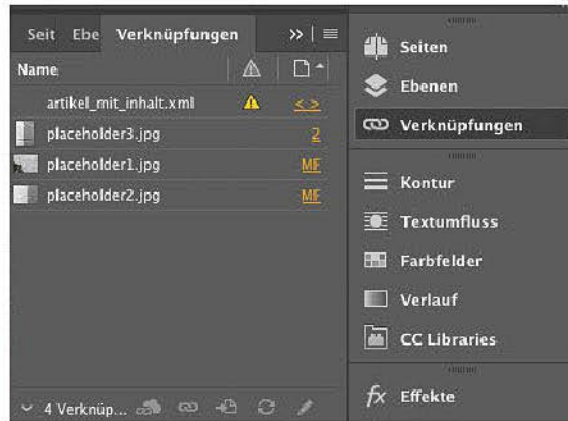 Seit Ebe Verknüpfungen
Name
artikel_mit_inhalt.xml <>
placeholder3.jpg 2
placeholder1.jpg MF
placeholder2.jpg MF
4 Verknüp...
Seiten
Ebenen
Verknüpfungen
Kontur
Textumfluss
Farbfelder
Verlauf
CC Libraries
fx Effekte